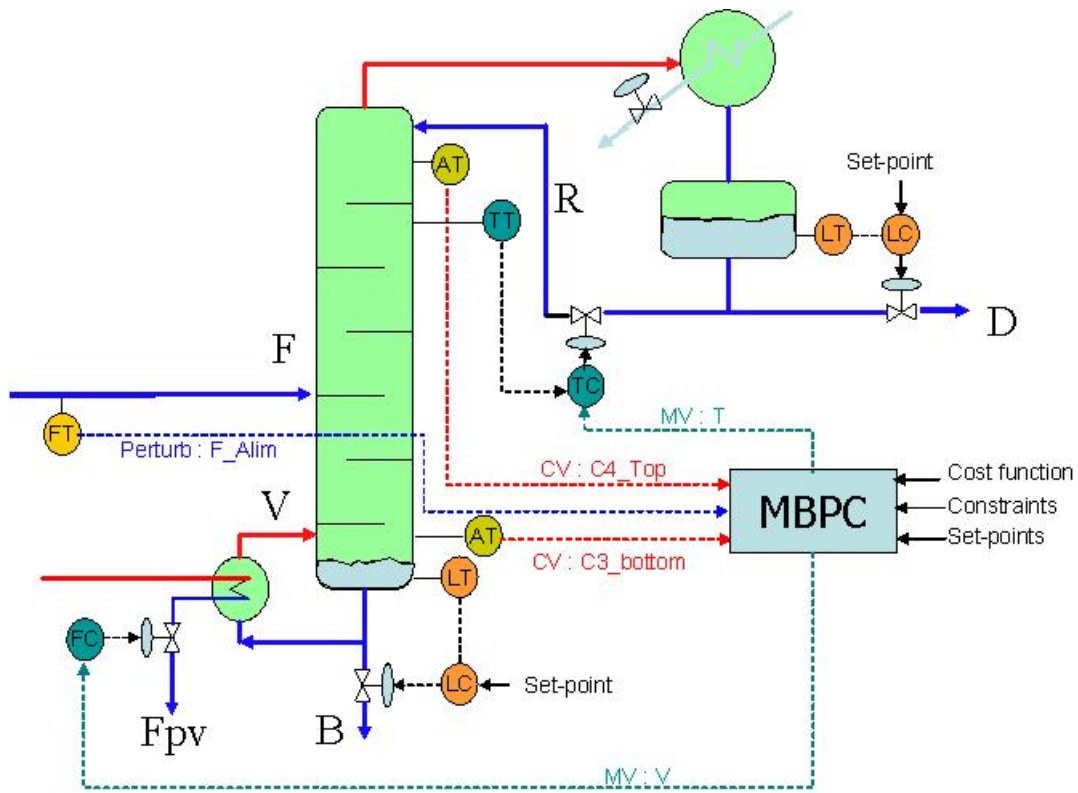 AT
Set-point
R
TT
LT
LC
D
F
TC
FT
MV : T
Perturb : F_Alim
CV : C4_Top
Cost function
MBPC
Constraints
V
AT
Set-points
CV : C3_bottom
LT
FC
LC
Set-point
Fpv
B
MV : V